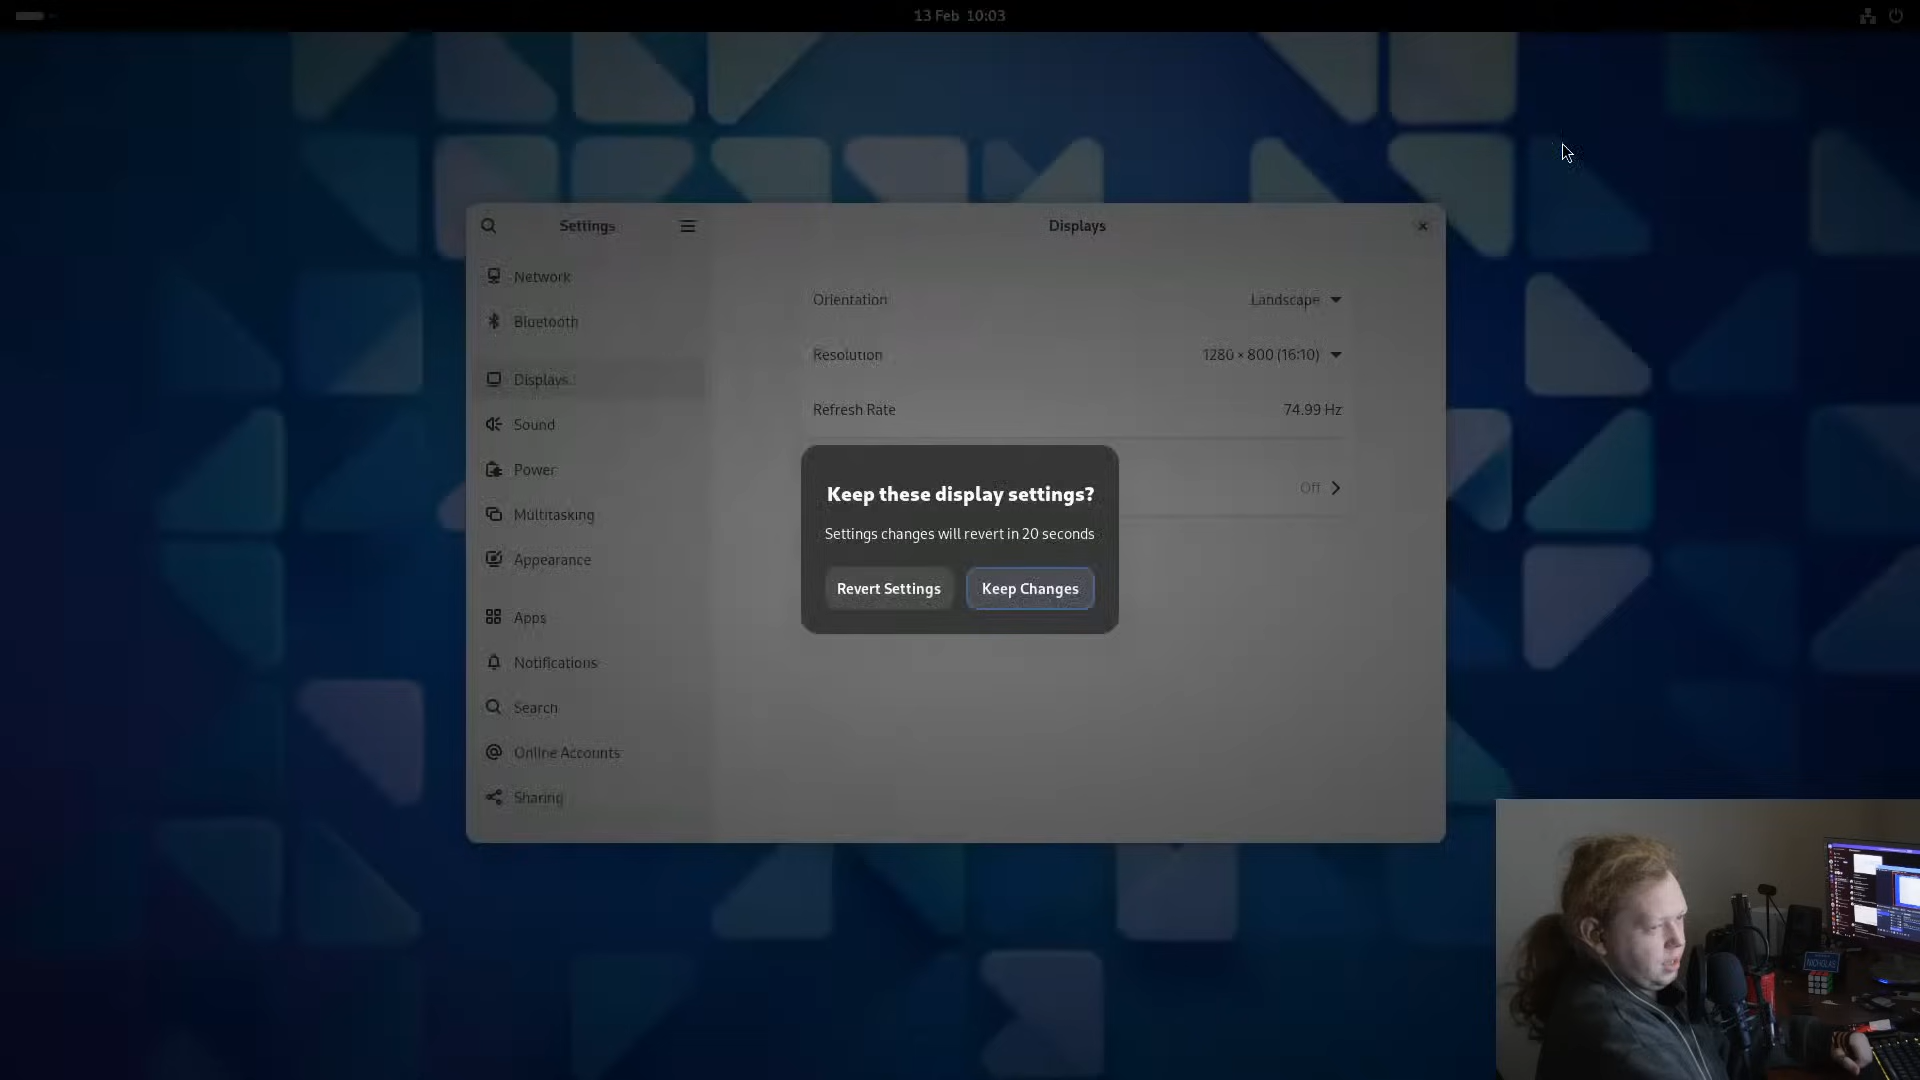 13 Feb 10:03
Settings
Displays
Network
Bluetooth
Displays
Sound
Power
Multitasking
Appearance
Apps
Notifications
Search
Online Accounts
Sharing
Orientation
Landscape
Resolution
1280 × 800 (16:10)
Refresh Rate
74.99 Hz
Off
Keep these display settings?
Settings changes will revert in 20 seconds
Revert Settings
Keep Changes
NICHOLAS